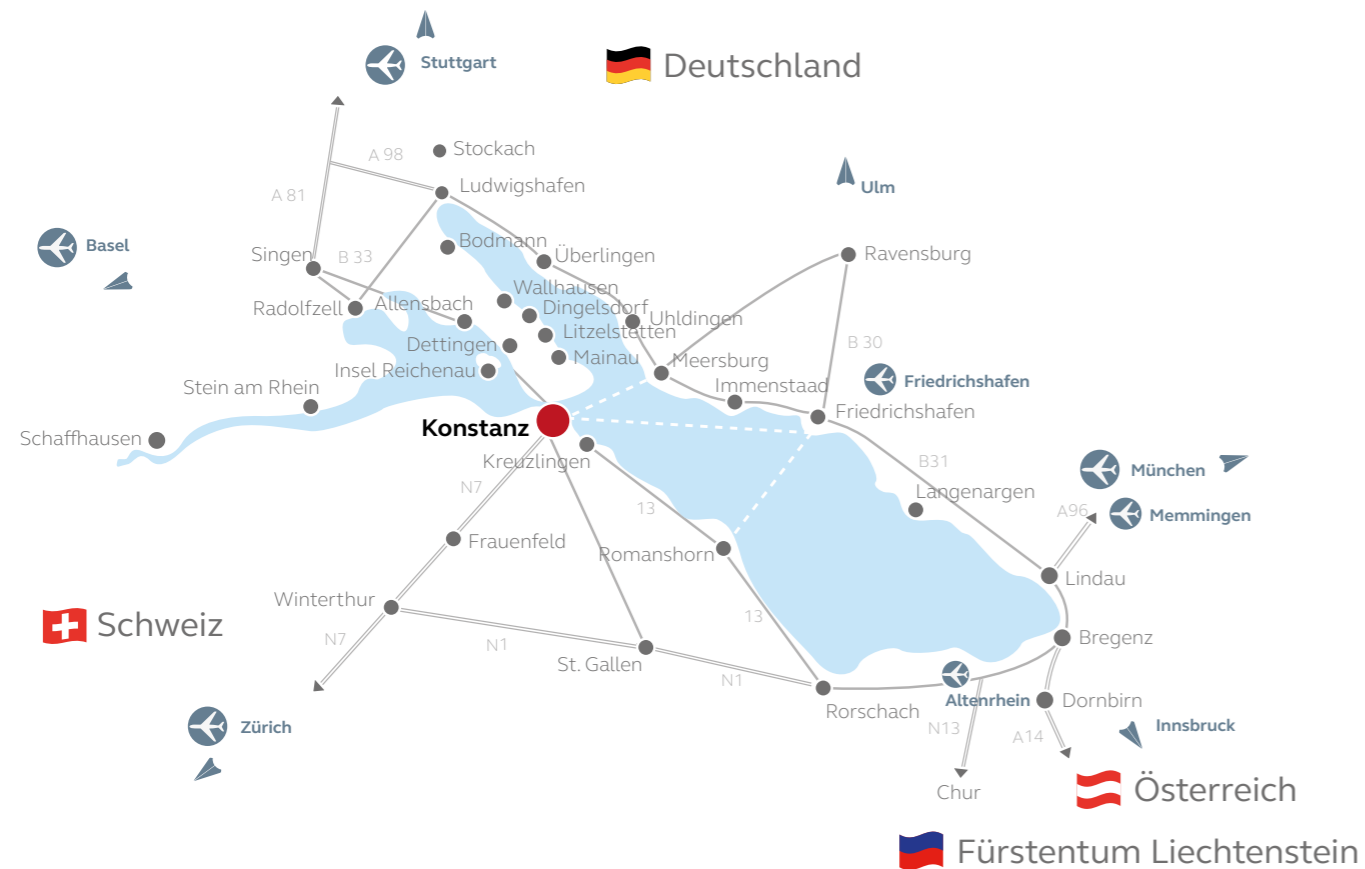 Stuttgart
Deutschland
Stockach
A 98
Ludwigshafen
A 81
Ulm
Basel
Bodmann
Singen
B 33
Überlingen
Ravensburg
Wallhausen
Radolfzell
Allensbach
Dingelsdorf
Uhldingen
Litzelstetten
Dettingen
B 30
Mainau
Meersburg
Insel Reichenau
Friedrichshafen
Stein am Rhein
Immenstaad
Friedrichshafen
Konstanz
Schaffhausen
Kreuzlingen
B31
München
N7
Langenargen
13
A96
Memmingen
Frauenfeld
Romanshorn
Lindau
Winterthur
13
Schweiz
N7
N1
Bregenz
St. Gallen
N1
Altenrhein
Dornbirn
Rorschach
Zürich
N13
A14
Innsbruck
Chur
Österreich
Fürstentum Liechtenstein